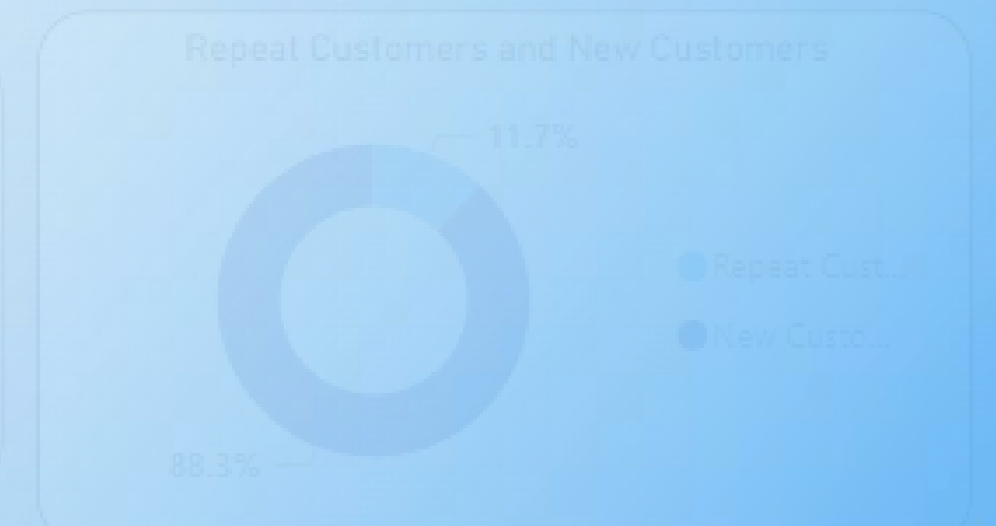 Repeat Customers and New Customers
11.7%
Repeat Cust...
New Custo...
88.3%